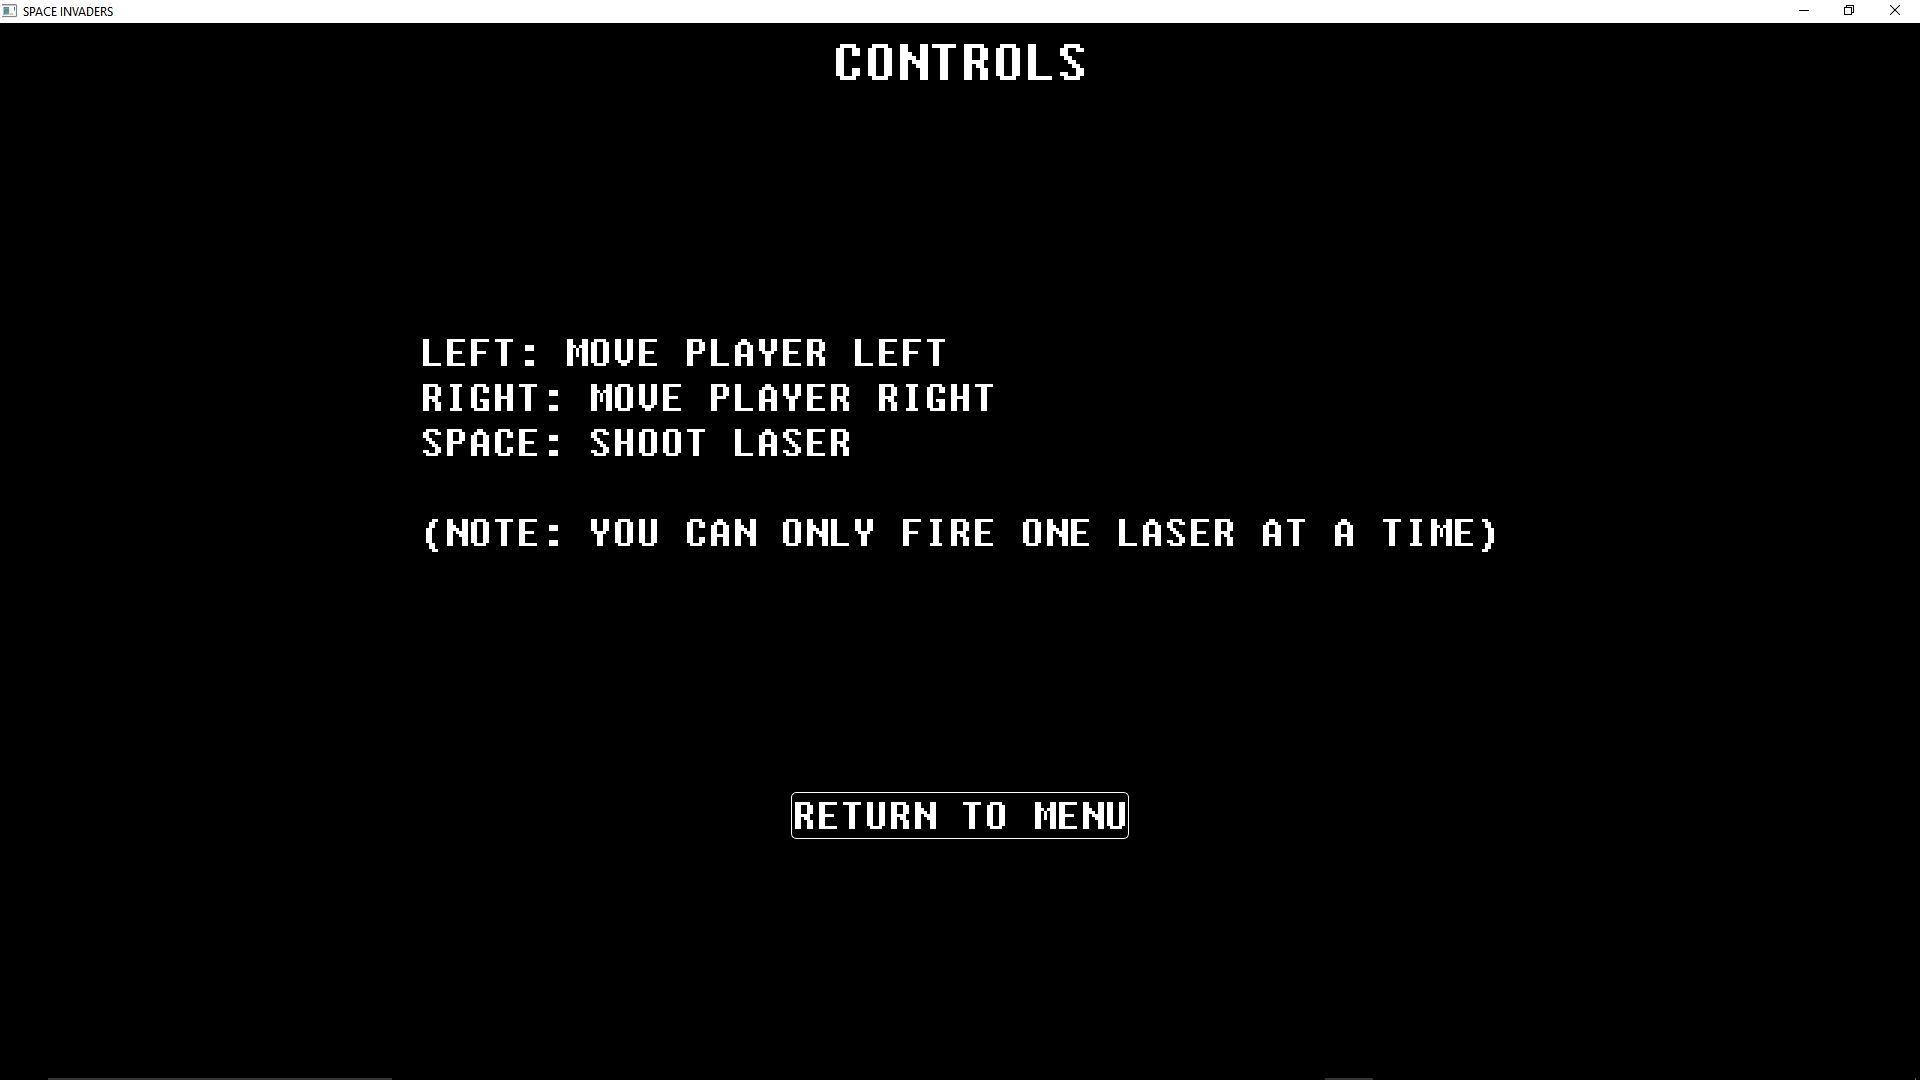 SPACE INVADERS
CONTROLS
LEFT: MOVE PLAYER LEFT
RIGHT: MOVE PLAYER RIGHT
SPACE: SHOOT LASER
(NOTE: YOU CAN ONLY FIRE ONE LASER AT A TIME)
RETURN TO MENU